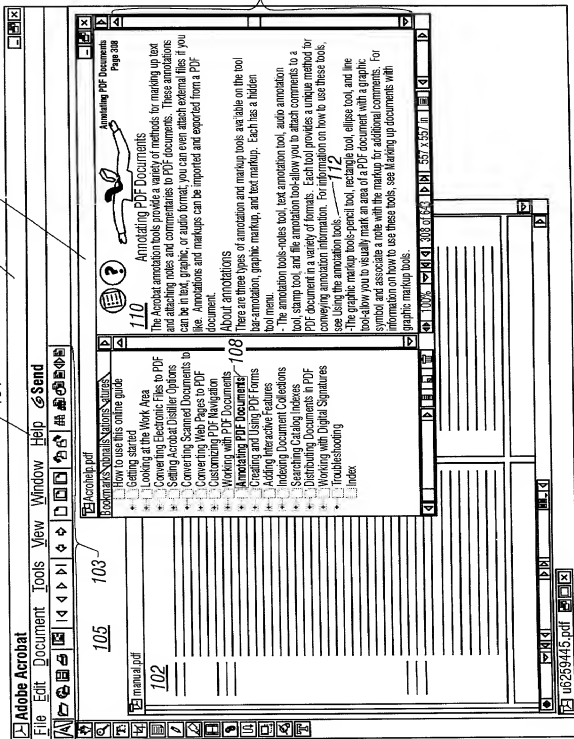 Adobe Acrobat
File Edit Document Tools View Window Help Send
103
105
manual.pdf
102
Acrohelp.pdf
Bookmarks
How to use this online guide
Getting started
Looking at the Work Area
Converting Electronic Files to PDF
Setting Acrobat Distiller Options
Converting Scanned Documents to
Converting Web Pages to PDF
Customizing PDF Navigation
Working with PDF Documents
Annotating PDF Documents
108
Creating and Using PDF Forms
Adding Interactive Features
Indexing Document Collections
Searching Catalog Indexes
Distributing Documents in PDF
Working with Digital Signatures
Troubleshooting
Index
Annotating PDF Documents
Page 308
?
110
Annotating PDF Documents
The Acrobat annotation tools provide a variety of methods for marking up text
and attaching notes and commentaries to PDF documents. These annotations
can be in text, graphic, or audio format, you can even attach external files if you
like. Annotations and markups can be imported and exported from a PDF
document.
About annotations
There are three types of annotation and markup tools available on the tool
bar-annotation, graphic markup, and text markup. Each has a hidden
tool menu.
- The annotation tools-notes tool, text annotation tool, audio annotation
tool, stamp tool, and file annotation tool-allow you to attach comments to a
PDF document in a variety of formats. Each tool provides a unique method for
conveying annotation information. For information on how to use these tools,
see Using the annotation tools.
112
-The graphic markup tools-pencil tool, rectangle tool, ellipse tool, and line
tool-allow you to visually mark an area of a PDF document with a graphic
symbol and associate a note with the markup for additional comments. For
information on how to use these tools, see Marking up documents with
graphic markup tools.
100% 308 of 643 557 x 557 in
u6259445.pdf